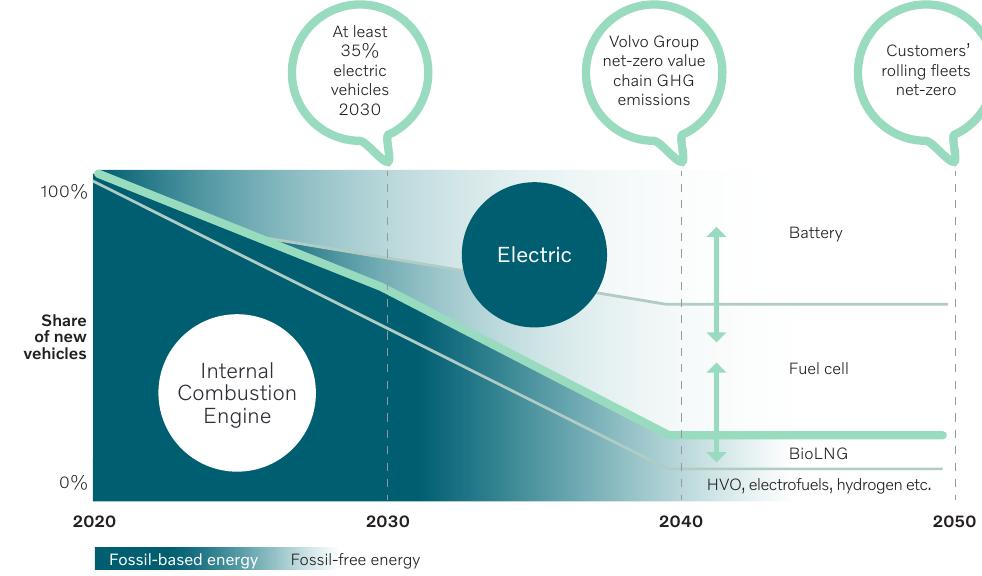 At least
35%
electric
vehicles
2030
Volvo Group
net-zero value
chain GHG
emissions
Customers’
rolling fleets
net-zero
100%
Share
of new
vehicles
0%
Electric
Internal
Combustion
Engine
Battery
Fuel cell
BioLNG
HVO, electrofuels, hydrogen etc.
2020
2030
2040
2050
Fossil-based energy
Fossil-free energy